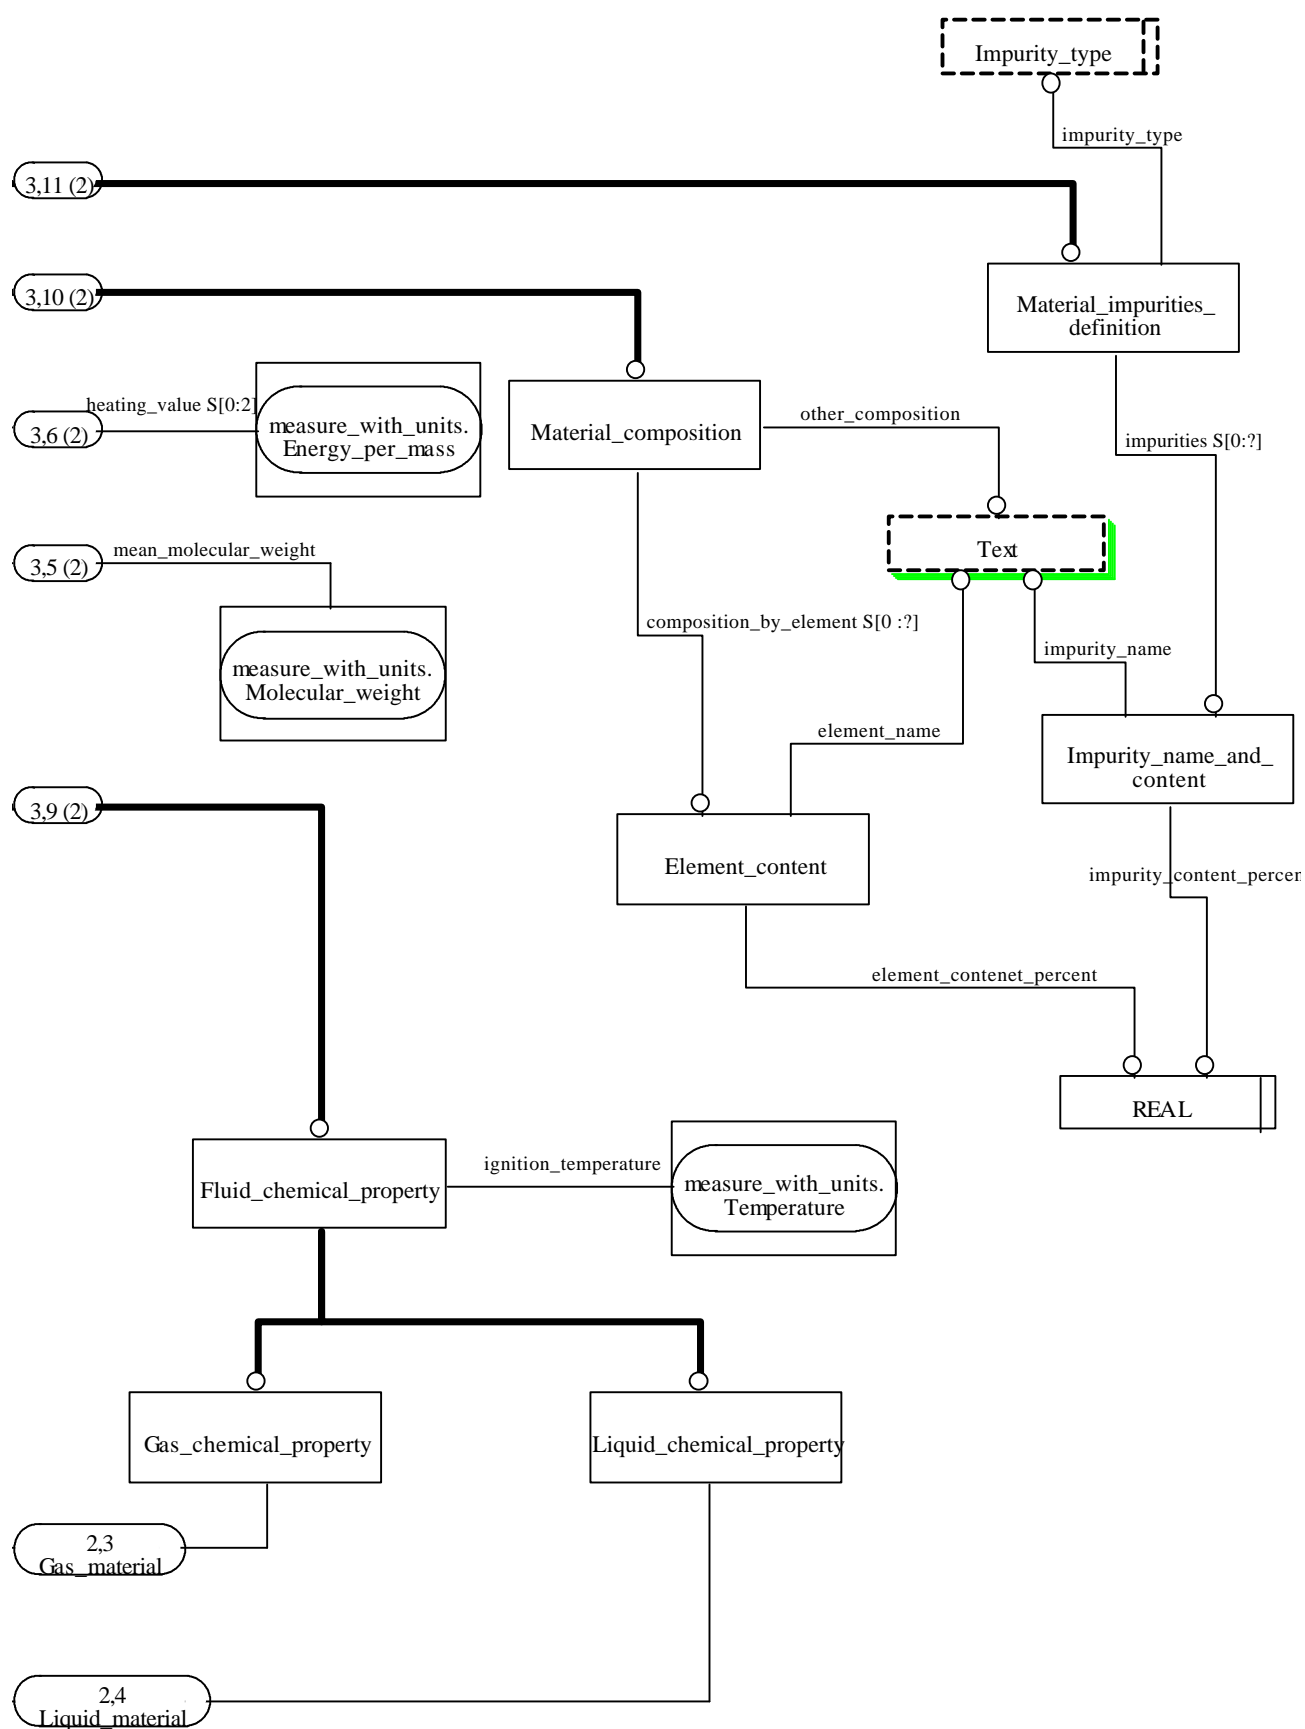 Impurity_type
impurity_type
3,11 (2)
Material_impurities_
definition
3,10 (2)
heating_value S[0:2]
3,6 (2)
measure_with_units.
Energy_per_mass
Material_composition
other_composition
impurities S[0:?]
Text
mean_molecular_weight
3,5 (2)
measure_with_units.
Molecular_weight
composition_by_element S[0 :?]
impurity_name
element_name
Impurity_name_and_
content
3,9 (2)
Element_content
impurity_content_percen
element_contenet_percent
REAL
Fluid_chemical_property
ignition_temperature
measure_with_units.
Temperature
Gas_chemical_property
Liquid_chemical_property
2,3
Gas_material
2,4
Liquid_material